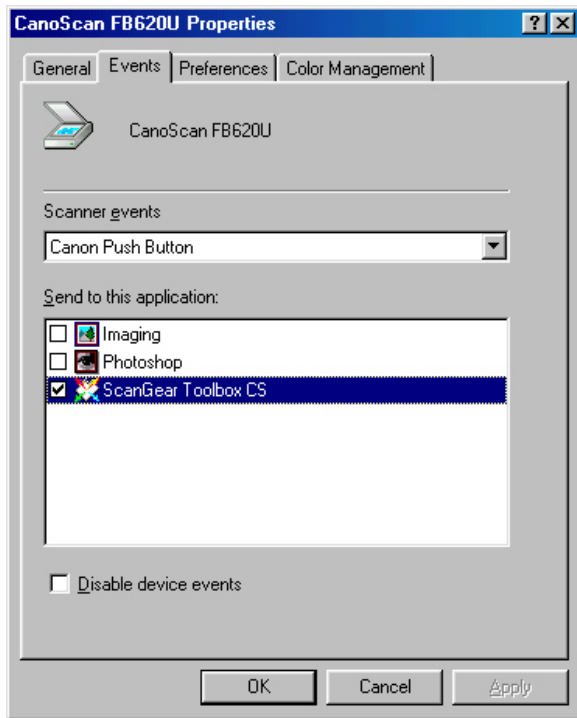 CanoScan FB620U Properties
General Events Preferences Color Management
CanoScan FB620U
Scanner events
Canon Push Button
Send to this application:
Imaging
Photoshop
ScanGear Toolbox CS
Disable device events
OK Cancel Apply